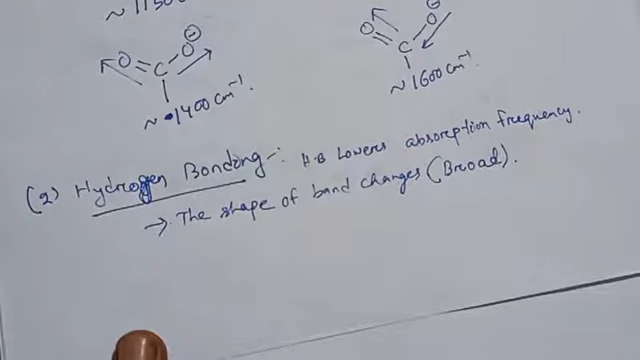 O=C-O⊖
~1400 cm⁻¹.
O=C-O⊖
~1600 cm⁻¹.
(2) Hydrogen Bonding -: H-B Lowers absorption frequency.
→ The shape of band changes (Broad).